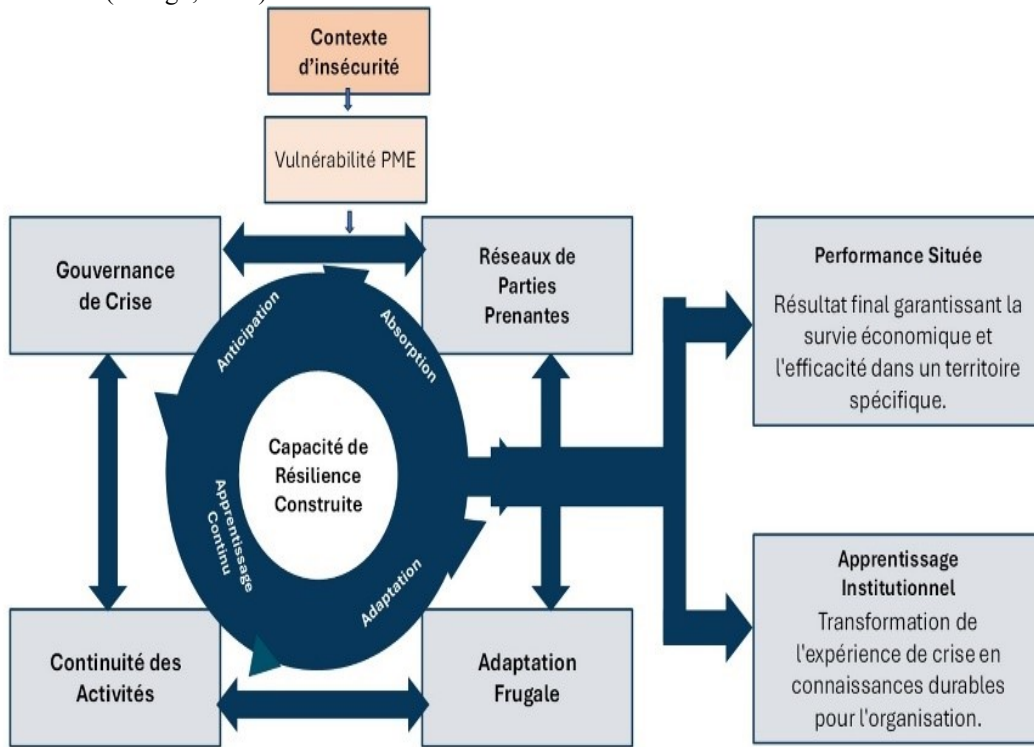 Contexte
d'insécurité
Vulnérabilité PME
Gouvernance
de Crise
Réseaux de
Parties
Prenantes
Anticipation
Absorption
Capacité de
Résilience
Construite
Apprentissage
Continu
Adaptation
Continuité des
Activités
Adaptation
Frugale
Performance Située
Résultat final garantissant la
survie économique et
l'efficacité dans un territoire
spécifique.
Apprentissage
Institutionnel
Transformation de
l'expérience de crise en
connaissances durables
pour l'organisation.